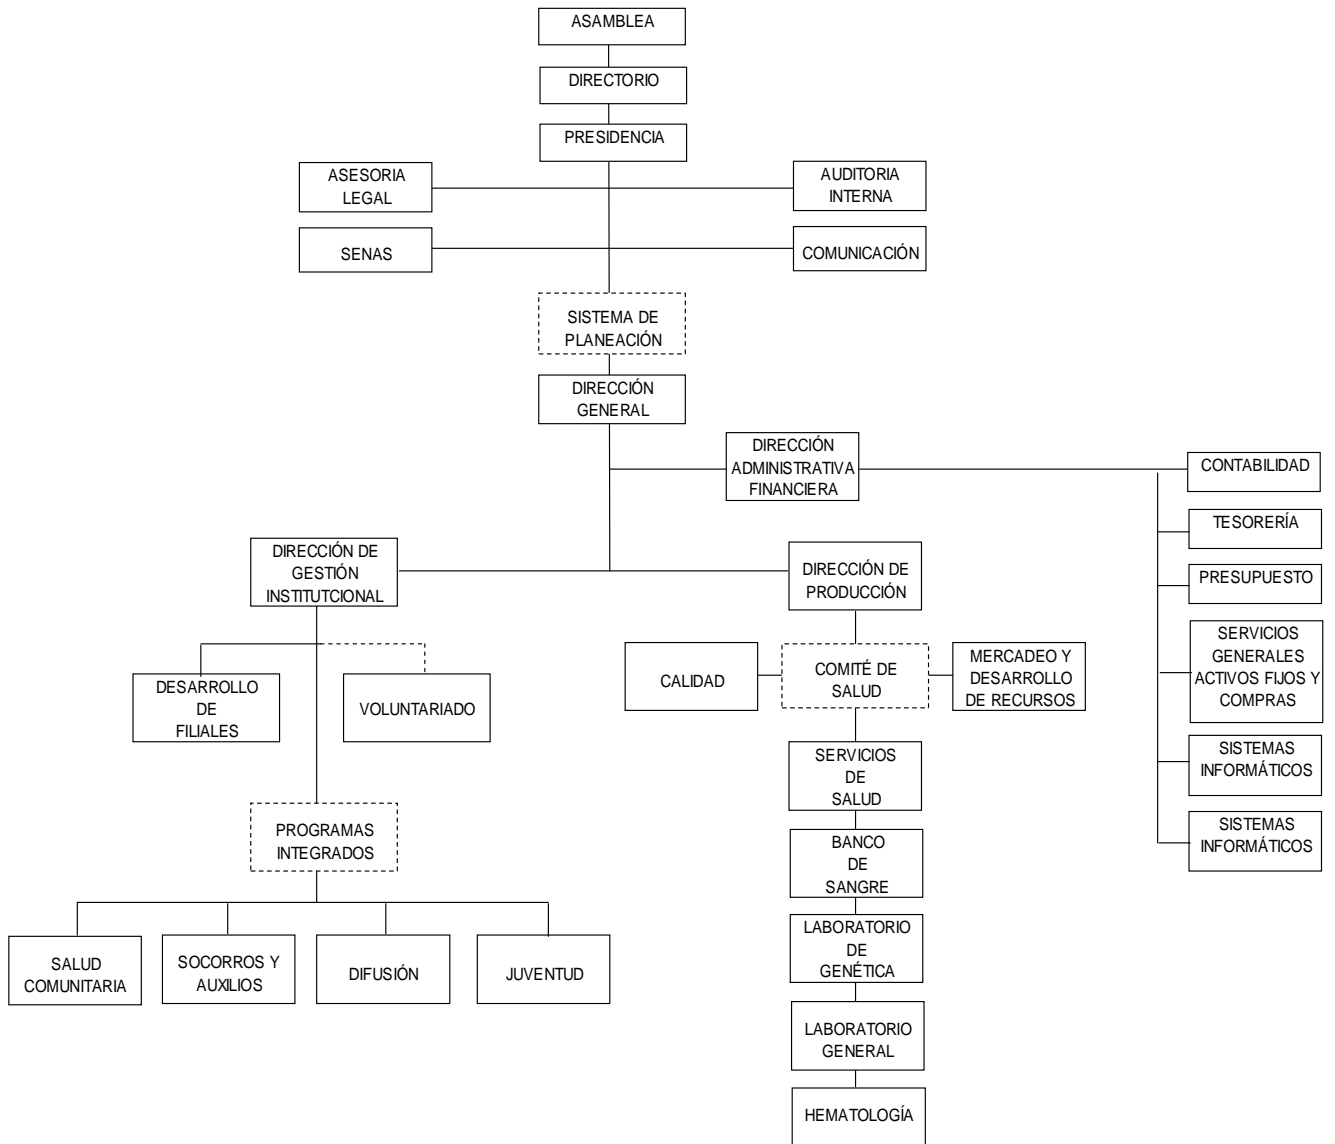 ASAMBLEA
DIRECTORIO
PRESIDENCIA
ASESORIA
LEGAL
AUDITORIA
INTERNA
SENAS
COMUNICACIÓN
SISTEMA DE
PLANEACIÓN
DIRECCIÓN
GENERAL
DIRECCIÓN
ADMINISTRATIVA
FINANCIERA
CONTABILIDAD
TESORERÍA
PRESUPUESTO
SERVICIOS
GENERALES
ACTIVOS FIJOS Y
COMPRAS
SISTEMAS
INFORMÁTICOS
SISTEMAS
INFORMÁTICOS
DIRECCIÓN DE
GESTIÓN
INSTITUTCIONAL
DESARROLLO
DE
FILIALES
VOLUNTARIADO
PROGRAMAS
INTEGRADOS
SALUD
COMUNITARIA
SOCORROS Y
AUXILIOS
DIFUSIÓN
JUVENTUD
DIRECCIÓN DE
PRODUCCIÓN
CALIDAD
COMITÉ DE
SALUD
MERCADEO Y
DESARROLLO
DE RECURSOS
SERVICIOS
DE
SALUD
BANCO
DE
SANGRE
LABORATORIO
DE
GENÉTICA
LABORATORIO
GENERAL
HEMATOLOGÍA